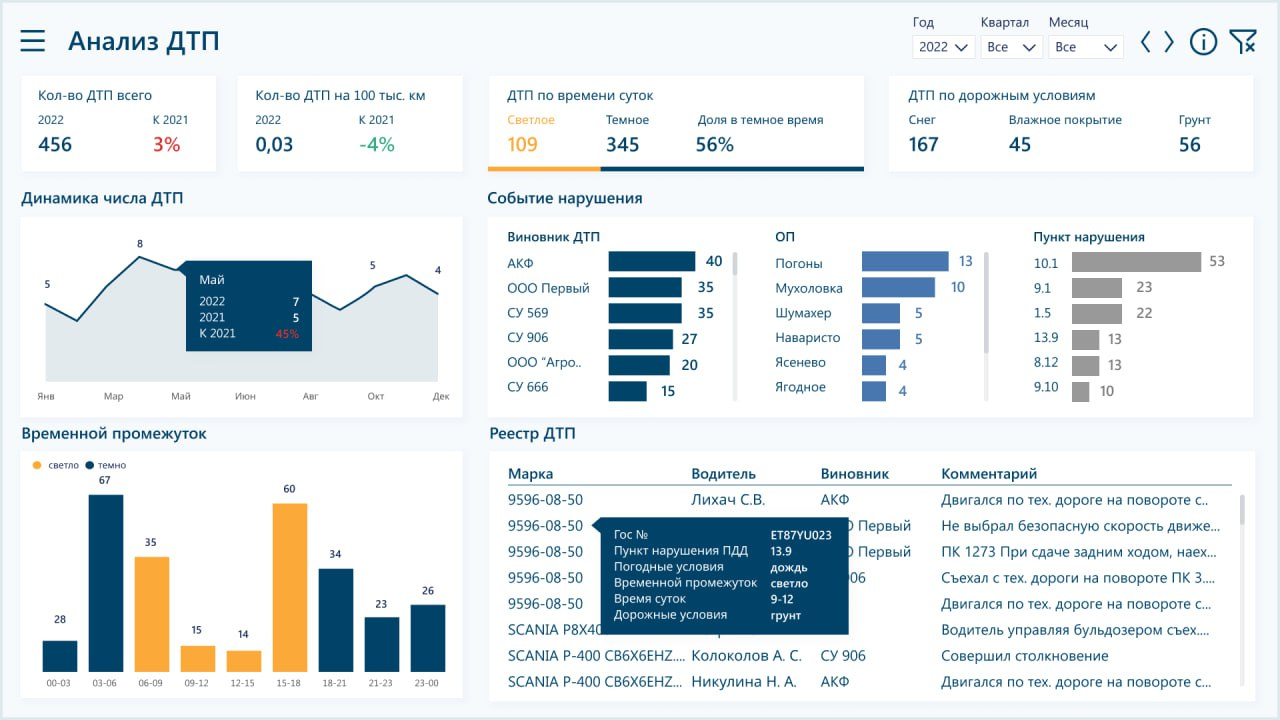 Анализ ДТП
Год Квартал Месяц
2022 Все Все
Кол-во ДТП всего
2022 К 2021
456 3%
Кол-во ДТП на 100 тыс. км
2022 К 2021
0,03 -4%
ДТП по времени суток
Светлое Темное Доля в темное время
109 345 56%
ДТП по дорожным условиям
Снег Влажное покрытие Грунт
167 45 56
Динамика числа ДТП
5 8 5 4
Май
2022 7
2021 5
К 2021 45%
Янв Мар Май Июн Авг Окт Дек
Событие нарушения
Виновник ДТП
АКФ 40
ООО Первый 35
СУ 569 35
СУ 906 27
ООО "Агро.. 20
СУ 666 15
ОП
Погоны 13
Мухоловка 10
Шумахер 5
Наваристо 5
Ясенево 4
Ягодное 4
Пункт нарушения
10.1 53
9.1 23
1.5 22
13.9 13
8.12 13
9.10 10
Временной промежуток
светло темно
28 67 35 15 14 60 34 23 26
00-03 03-06 06-09 09-12 12-15 15-18 18-21 21-23 23-00
Реестр ДТП
Марка Водитель Виновник Комментарий
9596-08-50 Лихач С.В. АКФ Двигался по тех. дороге на повороте с..
9596-08-50 Первый Не выбрал безопасную скорость движе...
9596-08-50 Первый ПК 1273 При сдаче задним ходом, наех...
9596-08-50 906 Съехал с тех. дороги на повороте ПК 3....
9596-08-50 Двигался по тех. дороге на повороте с...
SCANIA P8X40 Водитель управляя бульдозером съех....
SCANIA P-400 CB6X6EHZ.... Колоколов А. С. СУ 906 Совершил столкновение
SCANIA P-400 CB6X6EHZ... Никулина Н. А. АКФ Двигался по тех. дороге на повороте с...
Гос № ET87YU023
Пункт нарушения ПДД 13.9
Погодные условия дождь
Временной промежуток светло
Время суток 9-12
Дорожные условия грунт